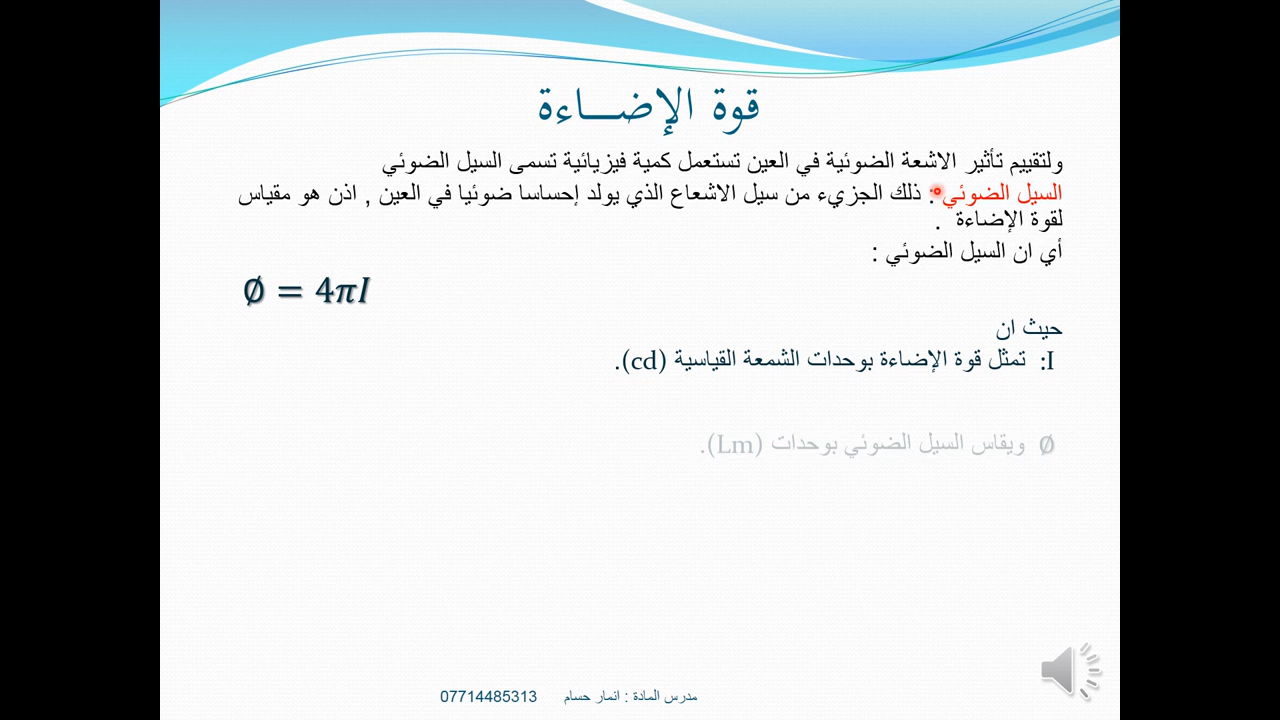 قوة الإضـــاءة
ولتقييم تأثير الاشعة الضوئية في العين تستعمل كمية فيزيائية تسمى السيل الضوئي
السيل الضوئي : ذلك الجزيء من سيل الاشعاع الذي يولد إحساسا ضوئيا في العين , اذن هو مقياس
لقوة الإضاءة .
أي ان السيل الضوئي :
∅ = 4πI
حيث ان
I: تمثل قوة الإضاءة بوحدات الشمعة القياسية (cd).
∅ ويقاس السيل الضوئي بوحدات (Lm).
مدرس المادة : انمار حسام 07714485313